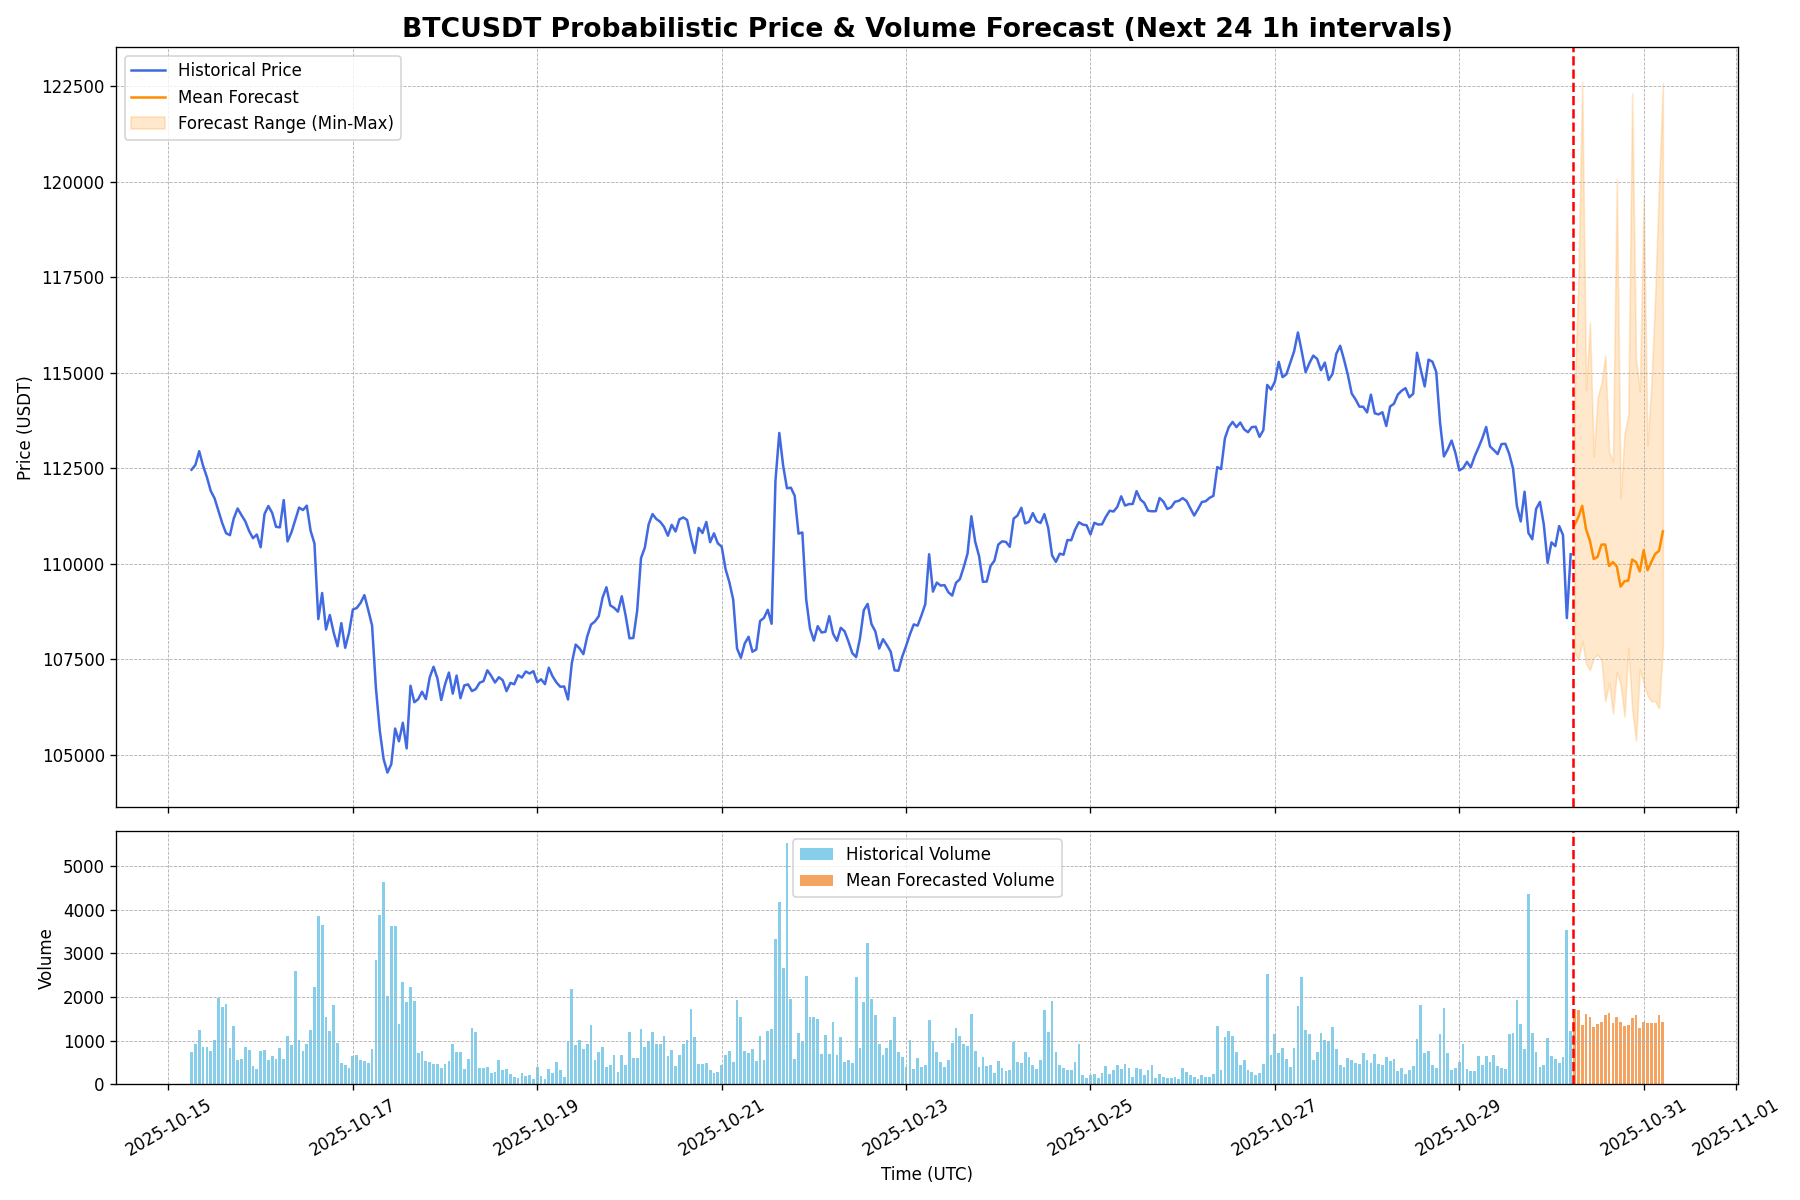 BTCUSDT Probabilistic Price & Volume Forecast (Next 24 1h intervals)
Historical Price
Mean Forecast
Forecast Range (Min-Max)
Price (USDT)
122500
120000
117500
115000
112500
110000
107500
105000
Historical Volume
Mean Forecasted Volume
Volume
5000
4000
3000
2000
1000
0
2025-10-15
2025-10-17
2025-10-19
2025-10-21
2025-10-23
2025-10-25
2025-10-27
2025-10-29
2025-10-31
2025-11-01
Time (UTC)